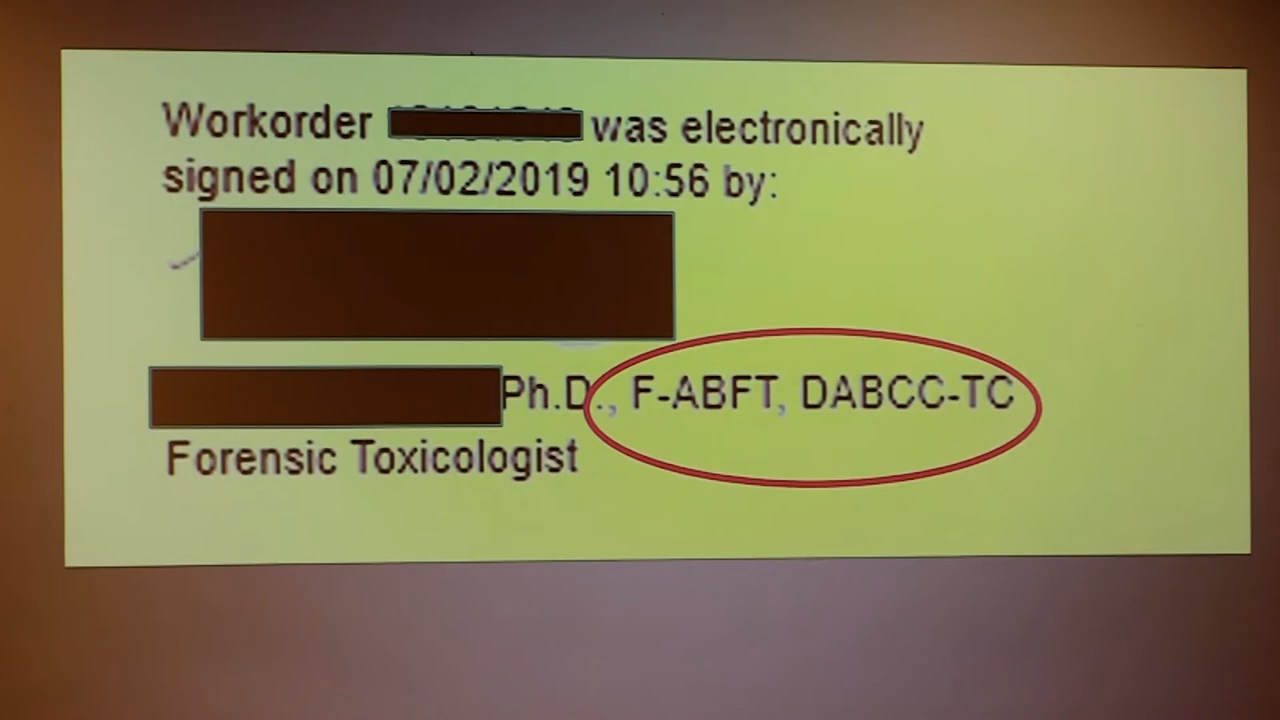 Workorder was electronically
signed on 07/02/2019 10:56 by:
Ph.D., F-ABFT, DABCC-TC
Forensic Toxicologist